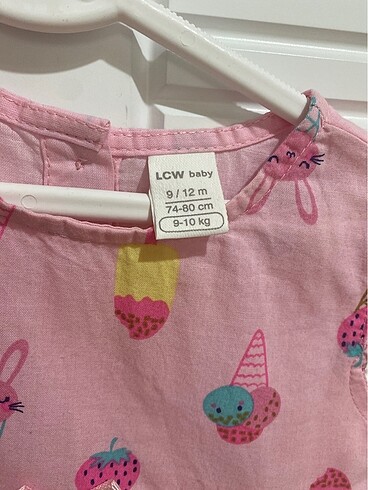 LCW baby
9 / 12 m
74-80 cm
9-10 kg